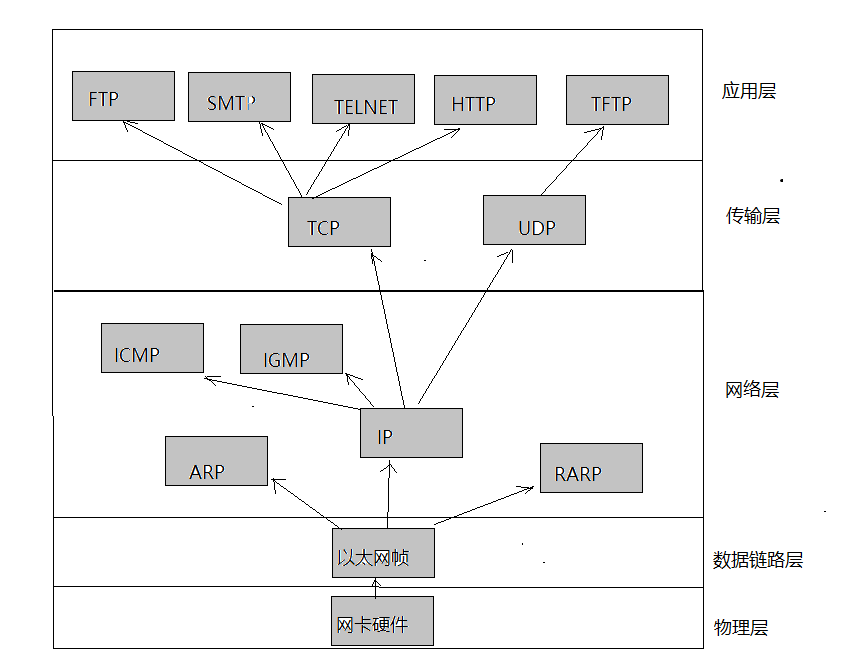 FTP
SMTP
TELNET
HTTP
TFTP
应用层
TCP
UDP
传输层
ICMP
IGMP
网络层
IP
ARP
RARP
以太网帧
数据链路层
网卡硬件
物理层